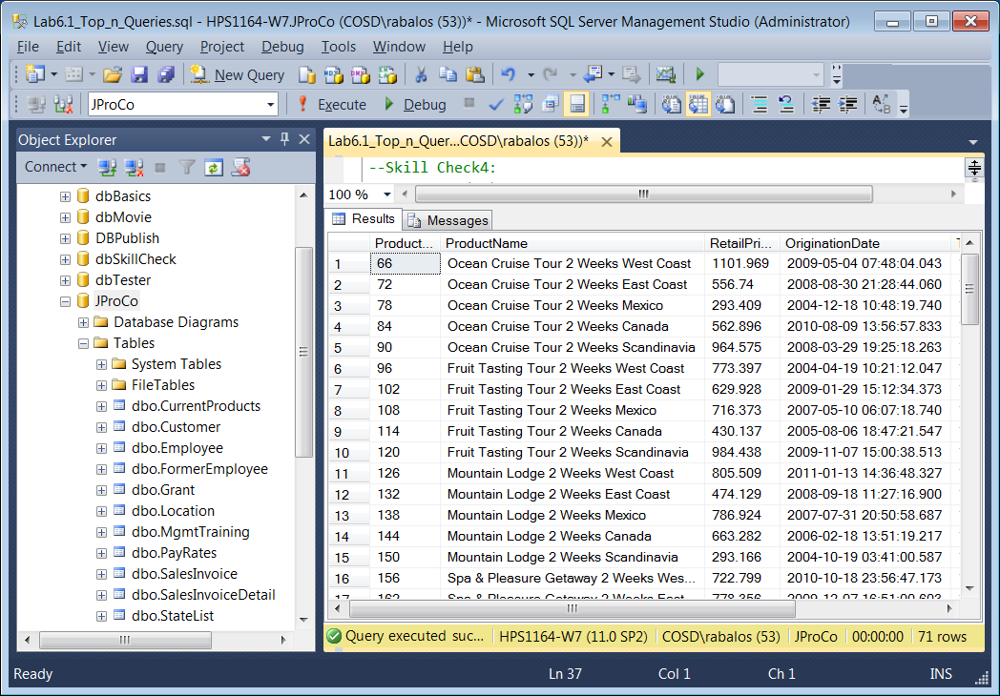 Lab6.1_Top_n_Queries.sql - HPS1164-W7.JProCo (COSD\rabalos (53))* - Microsoft SQL Server Management Studio (Administrator)
File Edit View Query Project Debug Tools Window Help
New Query
JProCo Execute Debug
Object Explorer
Connect
dbBasics
dbMovie
DBPublish
dbSkillCheck
dbTester
JProCo
Database Diagrams
Tables
System Tables
FileTables
dbo.CurrentProducts
dbo.Customer
dbo.Employee
dbo.FormerEmployee
dbo.Grant
dbo.Location
dbo.MgmtTraining
dbo.PayRates
dbo.SalesInvoice
dbo.SalesInvoiceDetail
dbo.StateList
Lab6.1_Top_n_Quer...COSD\rabalos (53))*
--Skill Check4:
100 %
Results Messages
Product... ProductName RetailPri... OriginationDate
1 66 Ocean Cruise Tour 2 Weeks West Coast 1101.969 2009-05-04 07:48:04.043
2 72 Ocean Cruise Tour 2 Weeks East Coast 556.74 2008-08-30 21:28:44.060
3 78 Ocean Cruise Tour 2 Weeks Mexico 293.409 2004-12-18 10:48:19.740
4 84 Ocean Cruise Tour 2 Weeks Canada 562.896 2010-08-09 13:56:57.833
5 90 Ocean Cruise Tour 2 Weeks Scandinavia 964.575 2008-03-29 19:25:18.263
6 96 Fruit Tasting Tour 2 Weeks West Coast 773.397 2004-04-19 10:21:12.047
7 102 Fruit Tasting Tour 2 Weeks East Coast 629.928 2009-01-29 15:12:34.373
8 108 Fruit Tasting Tour 2 Weeks Mexico 716.373 2007-05-10 06:07:18.740
9 114 Fruit Tasting Tour 2 Weeks Canada 430.137 2005-08-06 18:47:21.547
10 120 Fruit Tasting Tour 2 Weeks Scandinavia 984.438 2009-11-07 15:00:38.513
11 126 Mountain Lodge 2 Weeks West Coast 805.509 2011-01-13 14:36:48.327
12 132 Mountain Lodge 2 Weeks East Coast 474.129 2008-09-18 11:27:16.900
13 138 Mountain Lodge 2 Weeks Mexico 786.924 2007-07-31 20:50:58.687
14 144 Mountain Lodge 2 Weeks Canada 663.282 2006-02-18 13:51:19.217
15 150 Mountain Lodge 2 Weeks Scandinavia 293.166 2004-10-19 03:41:00.587
16 156 Spa & Pleasure Getaway 2 Weeks Wes... 722.799 2010-10-18 23:56:47.173
17 162 Spa & Pleasure Getaway 2 Weeks East 778.356 2009-12-07 16:51:00.603
Query executed suc... HPS1164-W7 (11.0 SP2) COSD\rabalos (53) JProCo 00:00:00 71 rows
Ready Ln 37 Col 1 Ch 1 INS